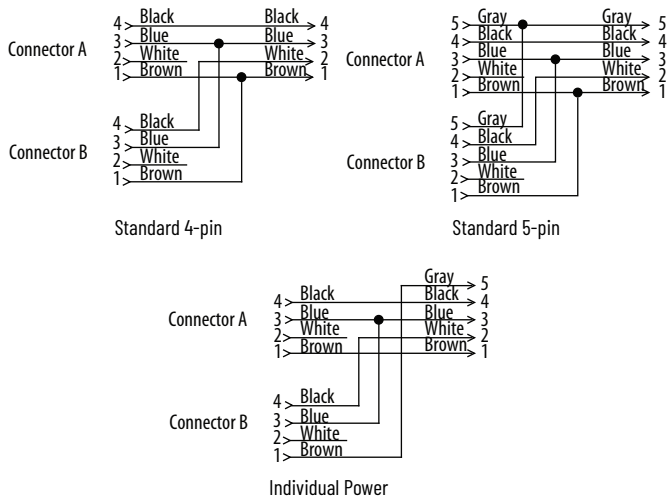 4 Black Black 4
Connector A 3 Blue Blue 3
2 White White 2
1 Brown Brown 1
4 Black
3 Blue
Connector B 2 White
1 Brown
Standard 4-pin
5 Gray Gray 5
4 Black Black 4
Connector A 3 Blue Blue 3
2 White White 2
1 Brown Brown 1
5 Gray
4 Black
Connector B 3 Blue
2 White
1 Brown
Standard 5-pin
Gray 5
4 Black Black 4
Connector A 3 Blue Blue 3
2 White White 2
1 Brown Brown 1
4 Black
Connector B 3 Blue
2 White
1 Brown
Individual Power